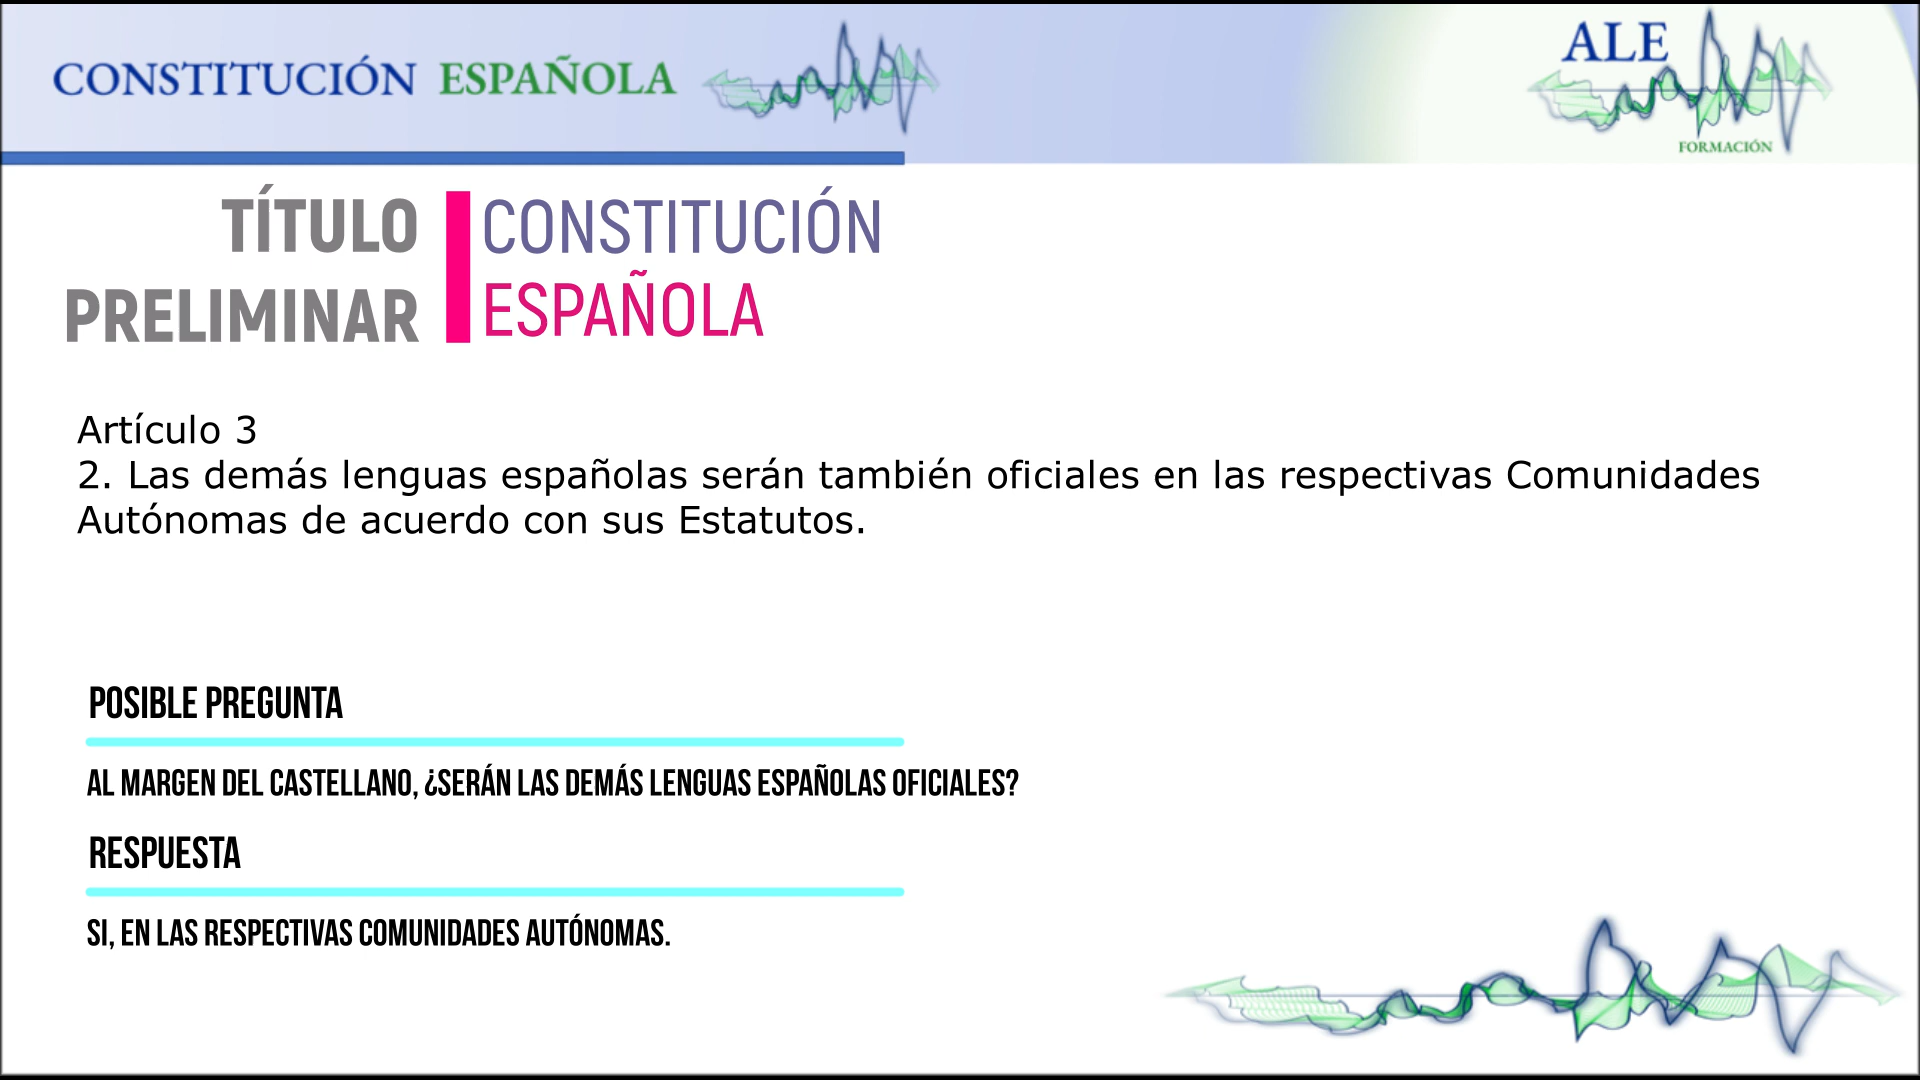 CONSTITUCIÓN ESPAÑOLA
ALE
FORMACIÓN
TÍTULO
PRELIMINAR
CONSTITUCIÓN
ESPAÑOLA
Artículo 3
2. Las demás lenguas españolas serán también oficiales en las respectivas Comunidades
Autónomas de acuerdo con sus Estatutos.
POSIBLE PREGUNTA
AL MARGEN DEL CASTELLANO, ¿SERÁN LAS DEMÁS LENGUAS ESPAÑOLAS OFICIALES?
RESPUESTA
SI, EN LAS RESPECTIVAS COMUNIDADES AUTÓNOMAS.